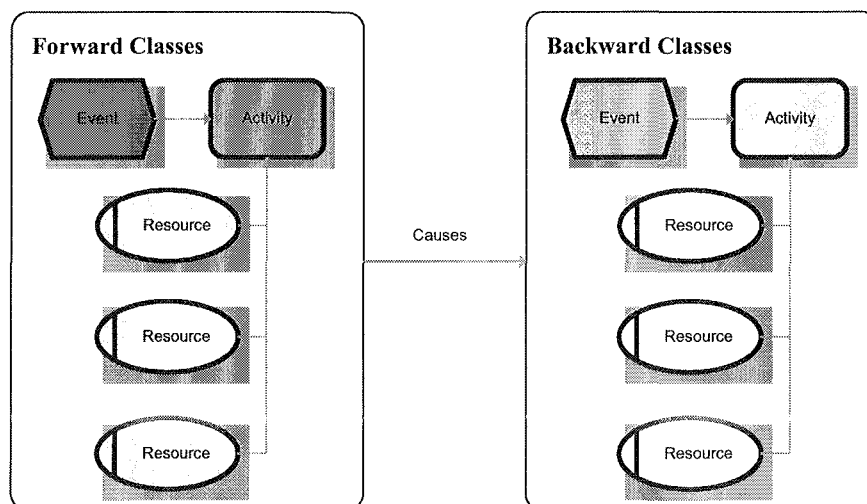 Forward Classes
Event
Activity
Resource
Resource
Resource
Causes
Backward Classes
Event
Activity
Resource
Resource
Resource